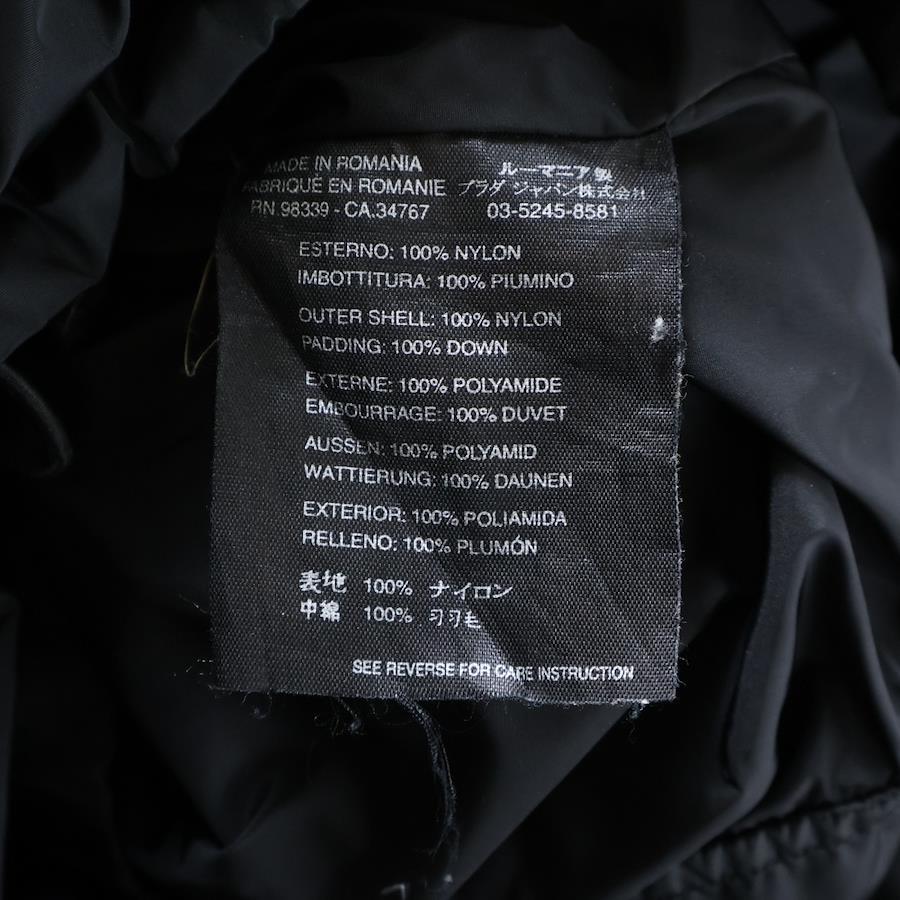 MADE IN ROMANIA ルーマニア製
FABRIQUÉ EN ROMANIE プラダ ジャパン株式会社
RN.98339 - CA.34767 03-5245-8581
ESTERNO: 100% NYLON
IMBOTTITURA: 100% PIUMINO
OUTER SHELL: 100% NYLON
PADDING: 100% DOWN
EXTERNE: 100% POLYAMIDE
EMBOURRAGE: 100% DUVET
AUSSEN: 100% POLYAMID
WATTIERUNG: 100% DAUNEN
EXTERIOR: 100% POLIAMIDA
RELLENO: 100% PLUMÓN
表地 100% ナイロン
中綿 100% 羽毛
SEE REVERSE FOR CARE INSTRUCTION